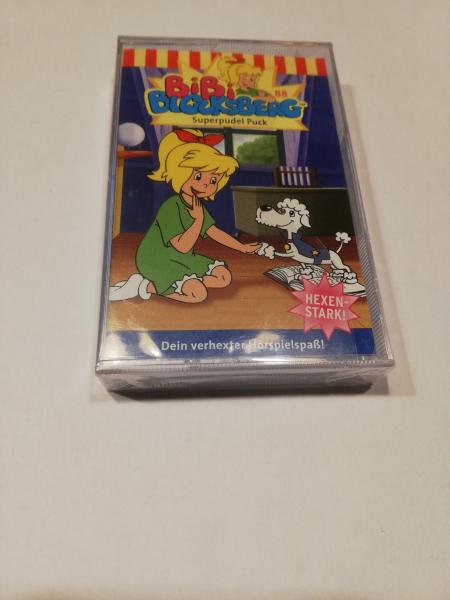 BiBi
88
BLOCKSBERG
Superpudel Puck
HEXEN-
STARK!
Dein verhexter Hörspielspaß!